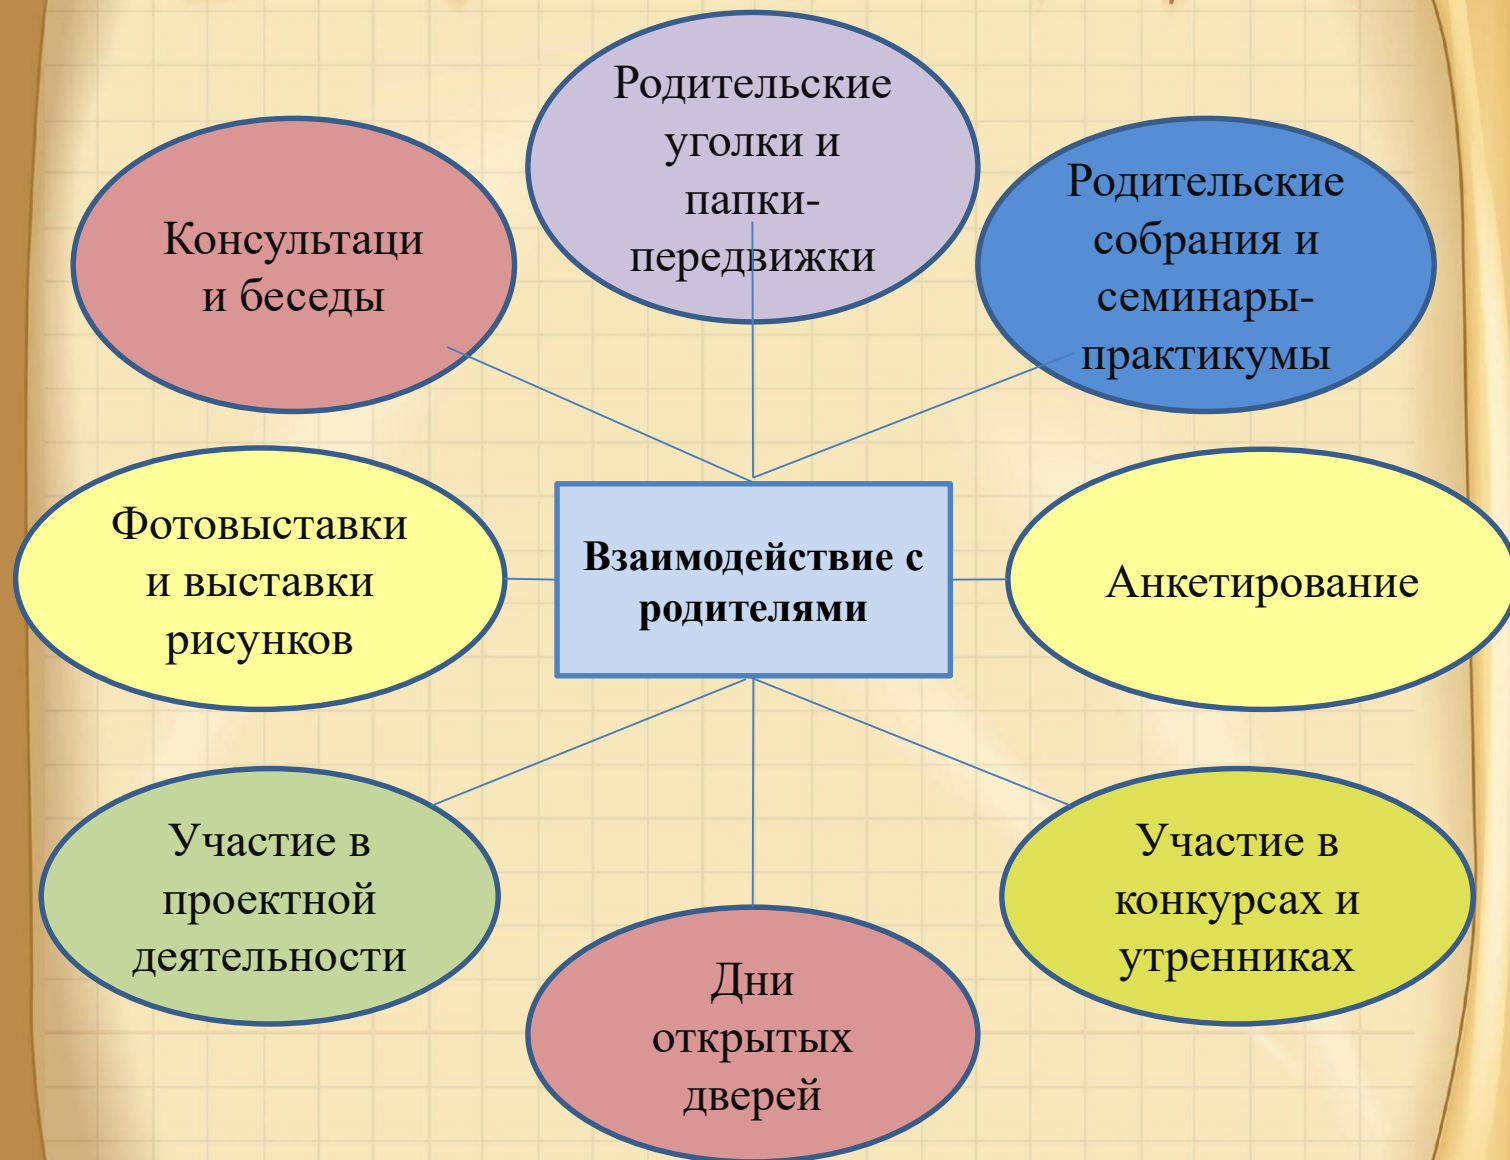 Родительские
уголки и
папки-
передвижки
Консультаци
и беседы
Родительские
собрания и
семинары-
практикумы
Фотовыставки
и выставки
рисунков
Взаимодействие с
родителями
Анкетирование
Участие в
проектной
деятельности
Дни
открытых
дверей
Участие в
конкурсах и
утренниках